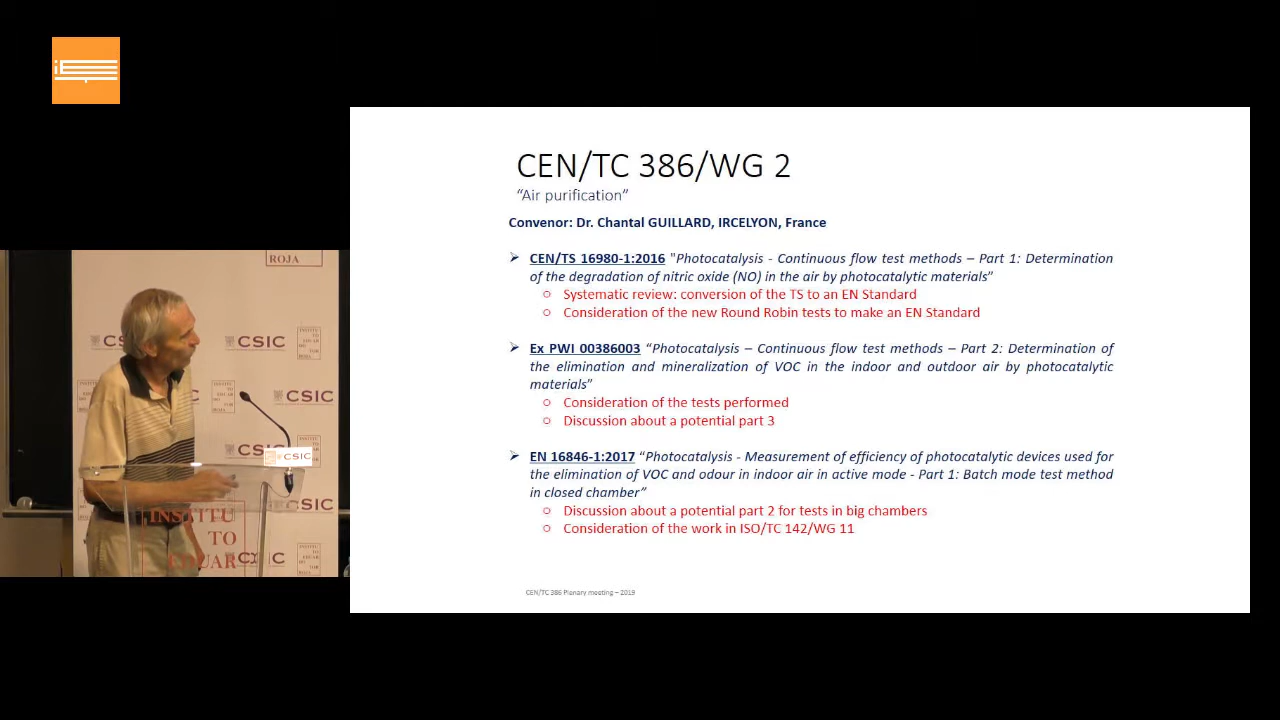 CEN/TC 386/WG 2
“Air purification”
Convenor: Dr. Chantal GUILLARD, IRCELYON, France
CEN/TS 16980-1:2016 "Photocatalysis - Continuous flow test methods – Part 1: Determination
of the degradation of nitric oxide (NO) in the air by photocatalytic materials”
Systematic review: conversion of the TS to an EN Standard
Consideration of the new Round Robin tests to make an EN Standard
Ex PWI 00386003 “Photocatalysis – Continuous flow test methods – Part 2: Determination of
the elimination and mineralization of VOC in the indoor and outdoor air by photocatalytic
materials”
Consideration of the tests performed
Discussion about a potential part 3
EN 16846-1:2017 “Photocatalysis - Measurement of efficiency of photocatalytic devices used for
the elimination of VOC and odour in indoor air in active mode - Part 1: Batch mode test method
in closed chamber”
Discussion about a potential part 2 for tests in big chambers
Consideration of the work in ISO/TC 142/WG 11
CEN/TC 386 Plenary meeting – 2019
ROJA
CSIC
CSIC
CSIC
CSIC
CSIC
CSIC
INSTITU
TO
EDUAR
CSIC